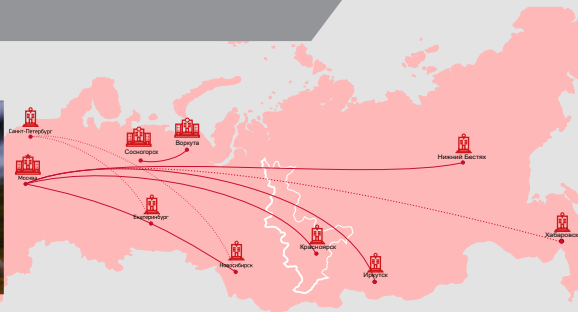 Санкт-Петербург
Москва
Сосногорск
Воркута
Нижний Бестях
Екатеринбург
Новосибирск
Красноярск
Иркутск
Хабаровск